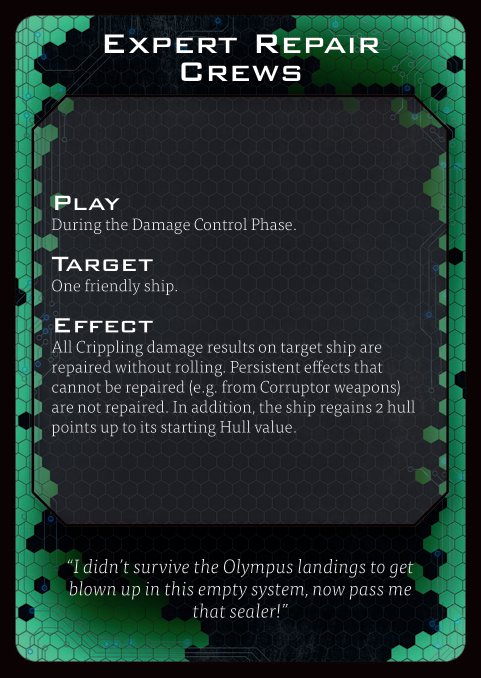 Expert Repair
Crews
Play
During the Damage Control Phase.
Target
One friendly ship.
Effect
All Crippling damage results on target ship are
repaired without rolling. Persistent effects that
cannot be repaired (e.g. from Corruptor weapons)
are not repaired. In addition, the ship regains 2 hull
points up to its starting Hull value.
“I didn’t survive the Olympus landings to get
blown up in this empty system, now pass me
that sealer!”